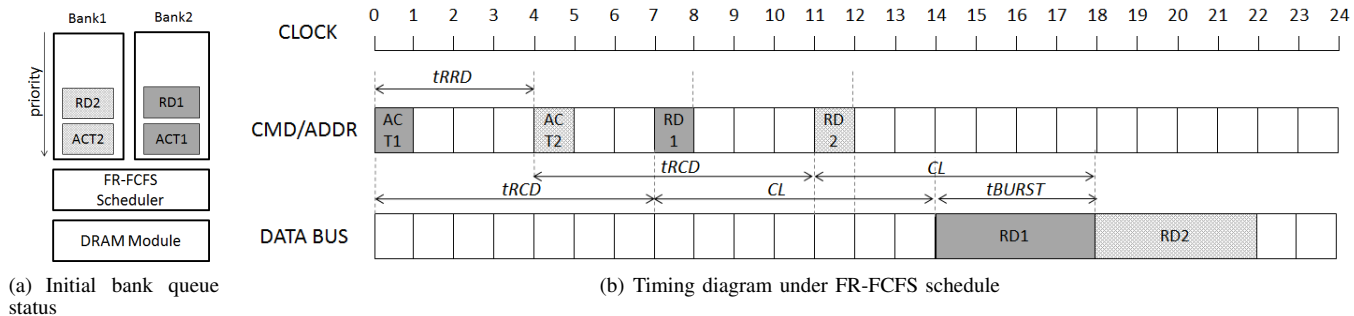 Bank1 Bank2
priority
RD2 RD1
ACT2 ACT1
FR-FCFS
Scheduler
DRAM Module
(a) Initial bank queue
status
0 1 2 3 4 5 6 7 8 9 10 11 12 13 14 15 16 17 18 19 20 21 22 23 24
CLOCK
tRRD
CMD/ADDR
AC
T1
AC
T2
RD
1
RD
2
tRCD CL
tRCD CL tBURST
DATA BUS
RD1 RD2
(b) Timing diagram under FR-FCFS schedule